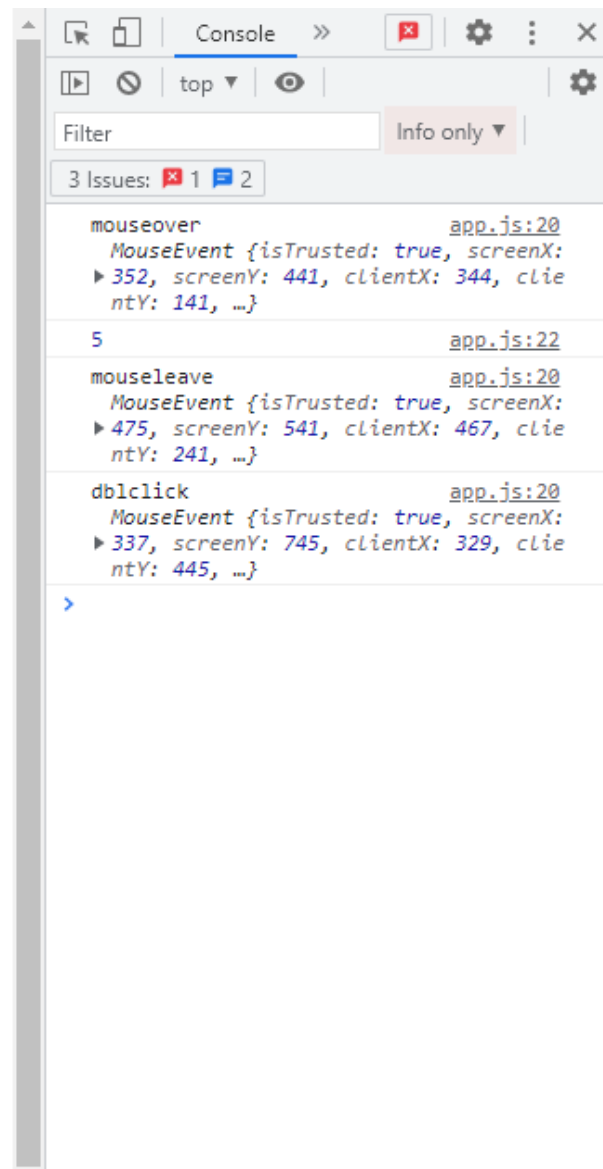 Console »
top ▼
Filter Info only ▼
3 Issues: 1 2
mouseover app.js:20
MouseEvent {isTrusted: true, screenX:
▶ 352, screenY: 441, clientX: 344, clie
ntY: 141, …}
5 app.js:22
mouseleave app.js:20
MouseEvent {isTrusted: true, screenX:
▶ 475, screenY: 541, clientX: 467, clie
ntY: 241, …}
dblclick app.js:20
MouseEvent {isTrusted: true, screenX:
▶ 337, screenY: 745, clientX: 329, clie
ntY: 445, …}
>